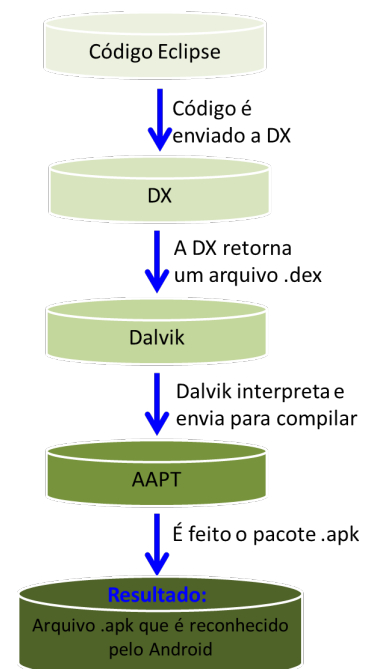 Código Eclipse
Código é
enviado a DX
DX
A DX retorna
um arquivo .dex
Dalvik
Dalvik interpreta e
envia para compilar
AAPT
É feito o pacote .apk
Resultado:
Arquivo .apk que é reconhecido
pelo Android